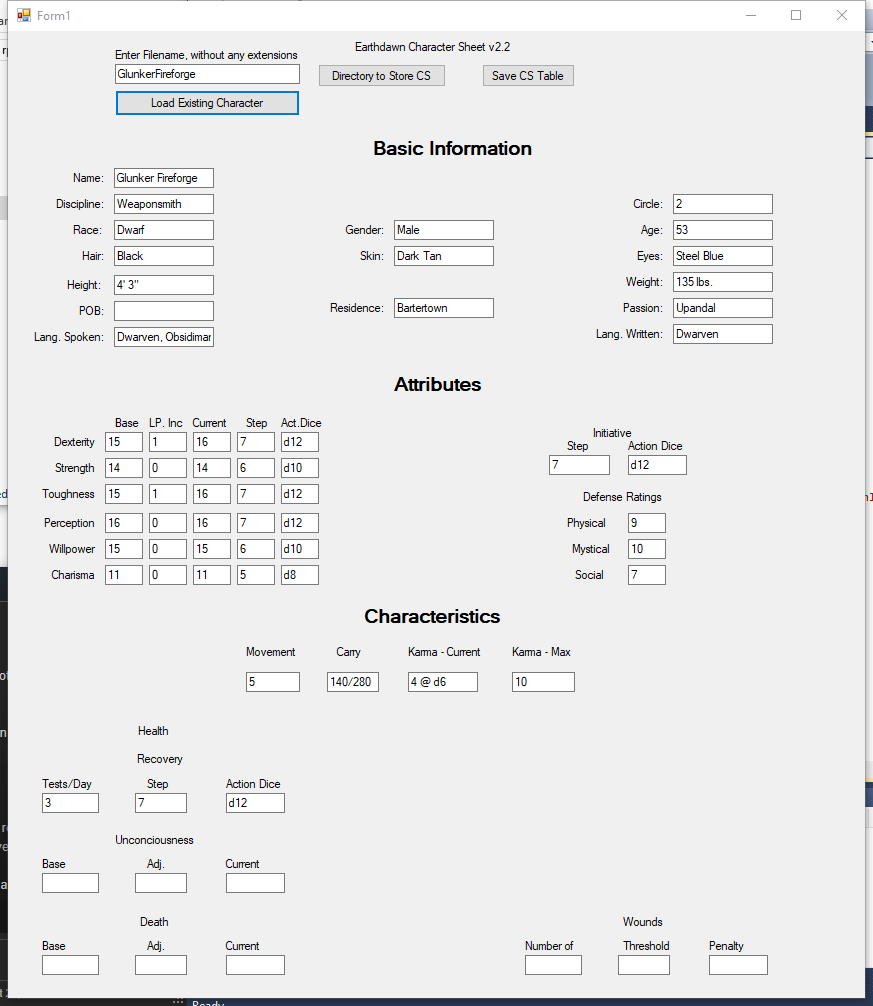 Form1
Earthdawn Character Sheet v2.2
Enter Filename, without any extensions
GlunkerFireforge
Directory to Store CS
Save CS Table
Load Existing Character
Basic Information
Name: Glunker Fireforge
Discipline: Weaponsmith
Circle: 2
Race: Dwarf
Gender: Male
Age: 53
Hair: Black
Skin: Dark Tan
Eyes: Steel Blue
Height: 4' 3"
Weight: 135 lbs.
POB:
Residence: Bartertown
Passion: Upandal
Lang. Spoken: Dwarven, Obsidimar
Lang. Written: Dwarven
Attributes
Base LP. Inc Current Step Act.Dice
Dexterity 15 1 16 7 d12
Strength 14 0 14 6 d10
Toughness 15 1 16 7 d12
Perception 16 0 16 7 d12
Willpower 15 0 15 6 d10
Charisma 11 0 11 5 d8
Initiative
Step Action Dice
7 d12
Defense Ratings
Physical 9
Mystical 10
Social 7
Characteristics
Movement Carry Karma - Current Karma - Max
5 140/280 4 @ d6 10
Health
Recovery
Tests/Day Step Action Dice
3 7 d12
Unconciousness
Base Adj. Current
Death
Base Adj. Current
Wounds
Number of Threshold Penalty
Ready